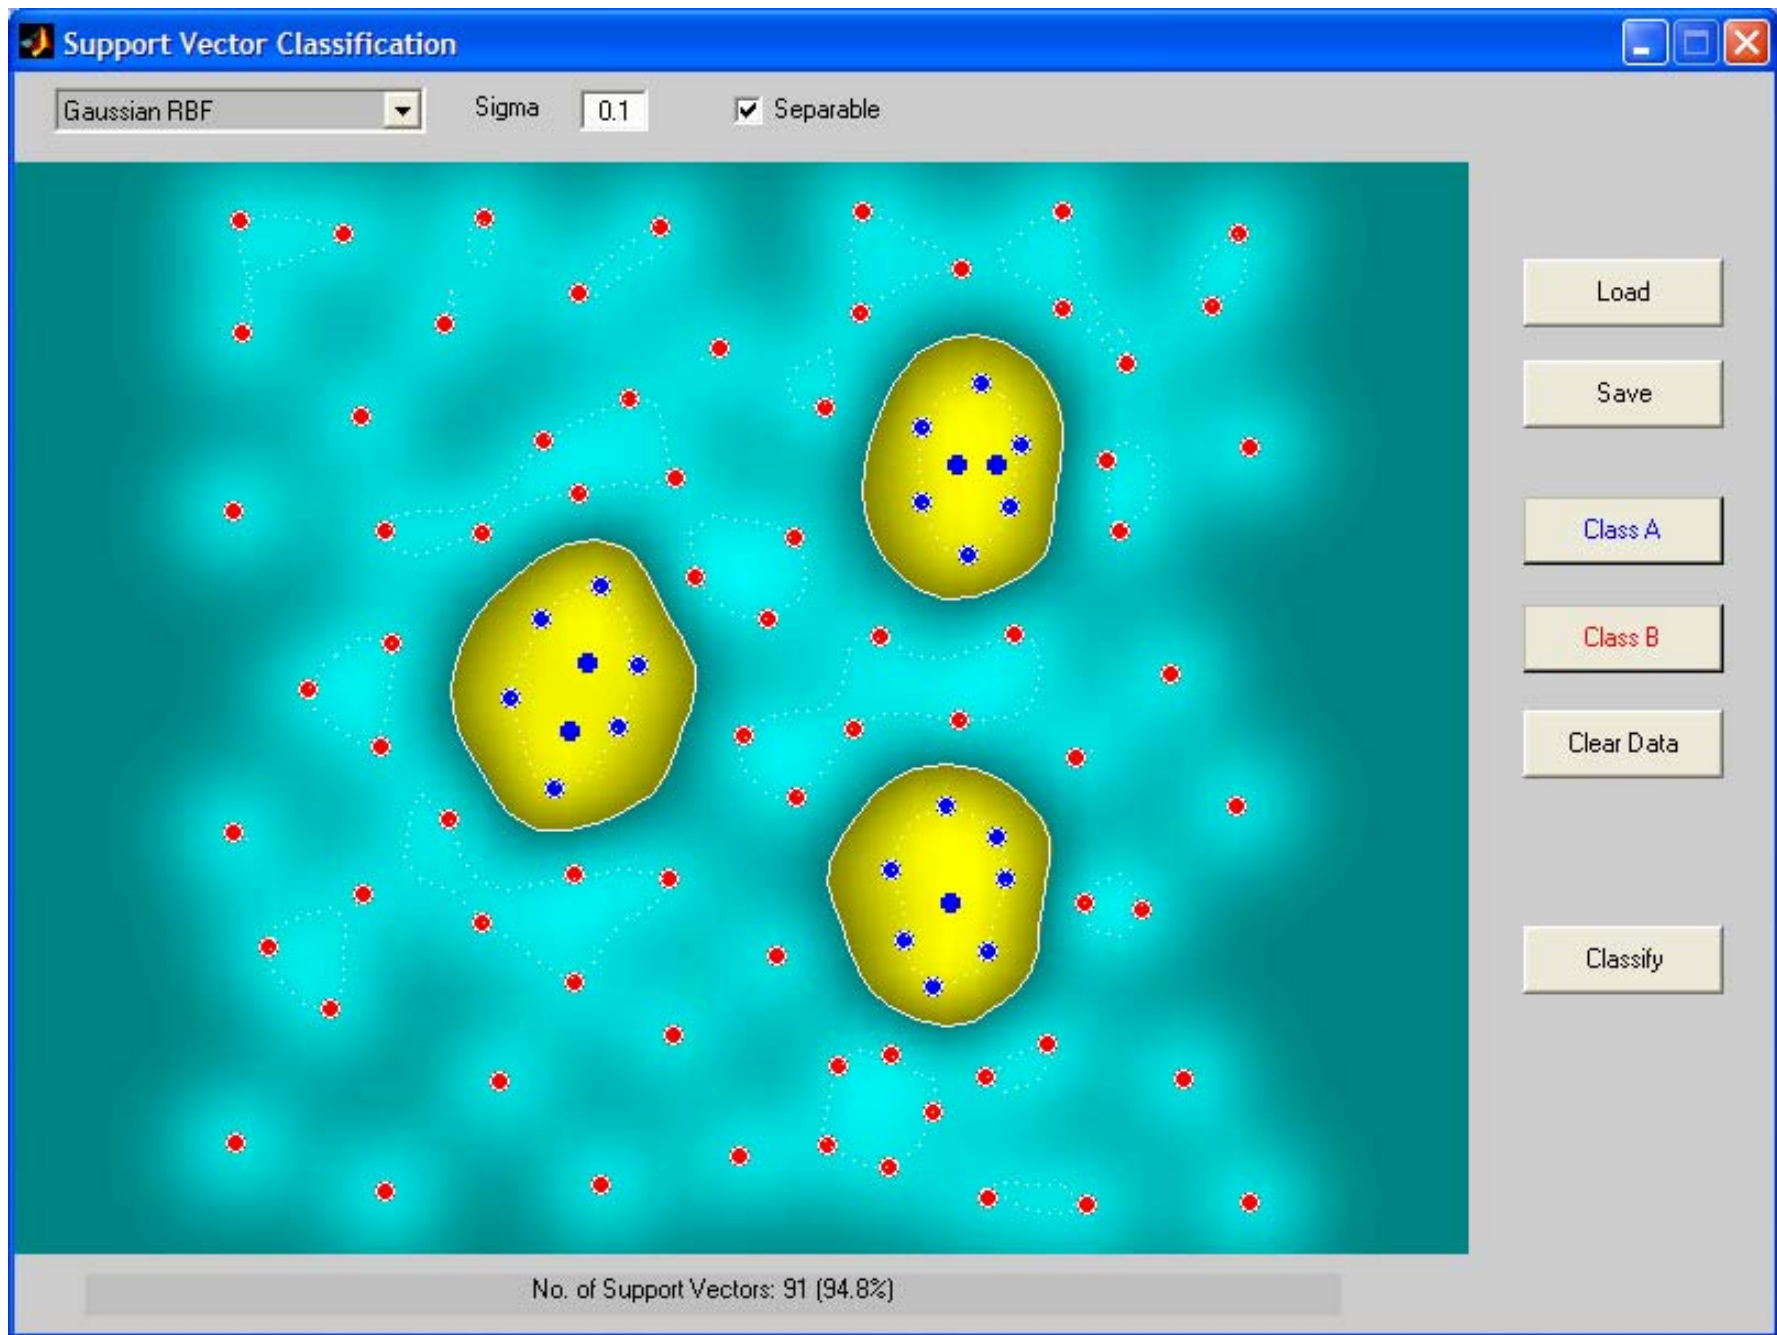 Support Vector Classification
Gaussian RBF Sigma 0.1 Separable
Load
Save
Class A
Class B
Clear Data
Classify
No. of Support Vectors: 91 (94.8%)